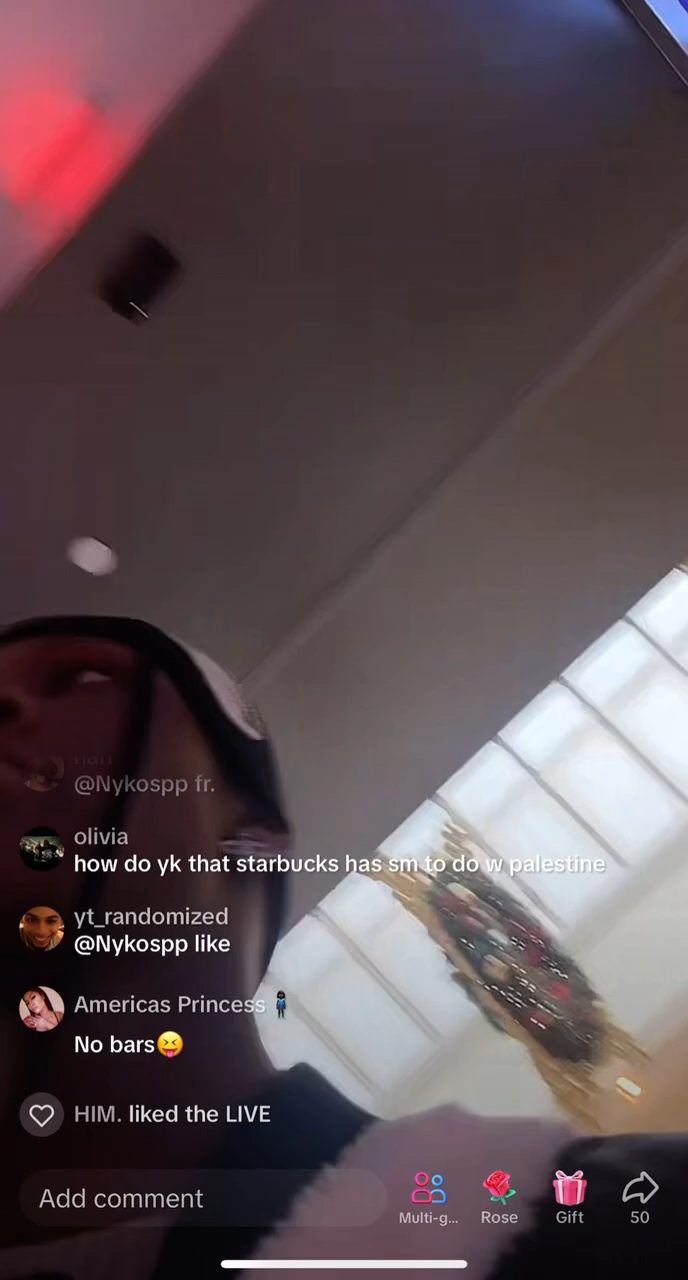 @Nykospp fr.
olivia
how do yk that starbucks has sm to do w palestine
yt_randomized
@Nykospp like
Americas Princess🧍🏿‍♀️
No bars😝
HIM. liked the LIVE
Add comment
Multi-g...
Rose
Gift
50